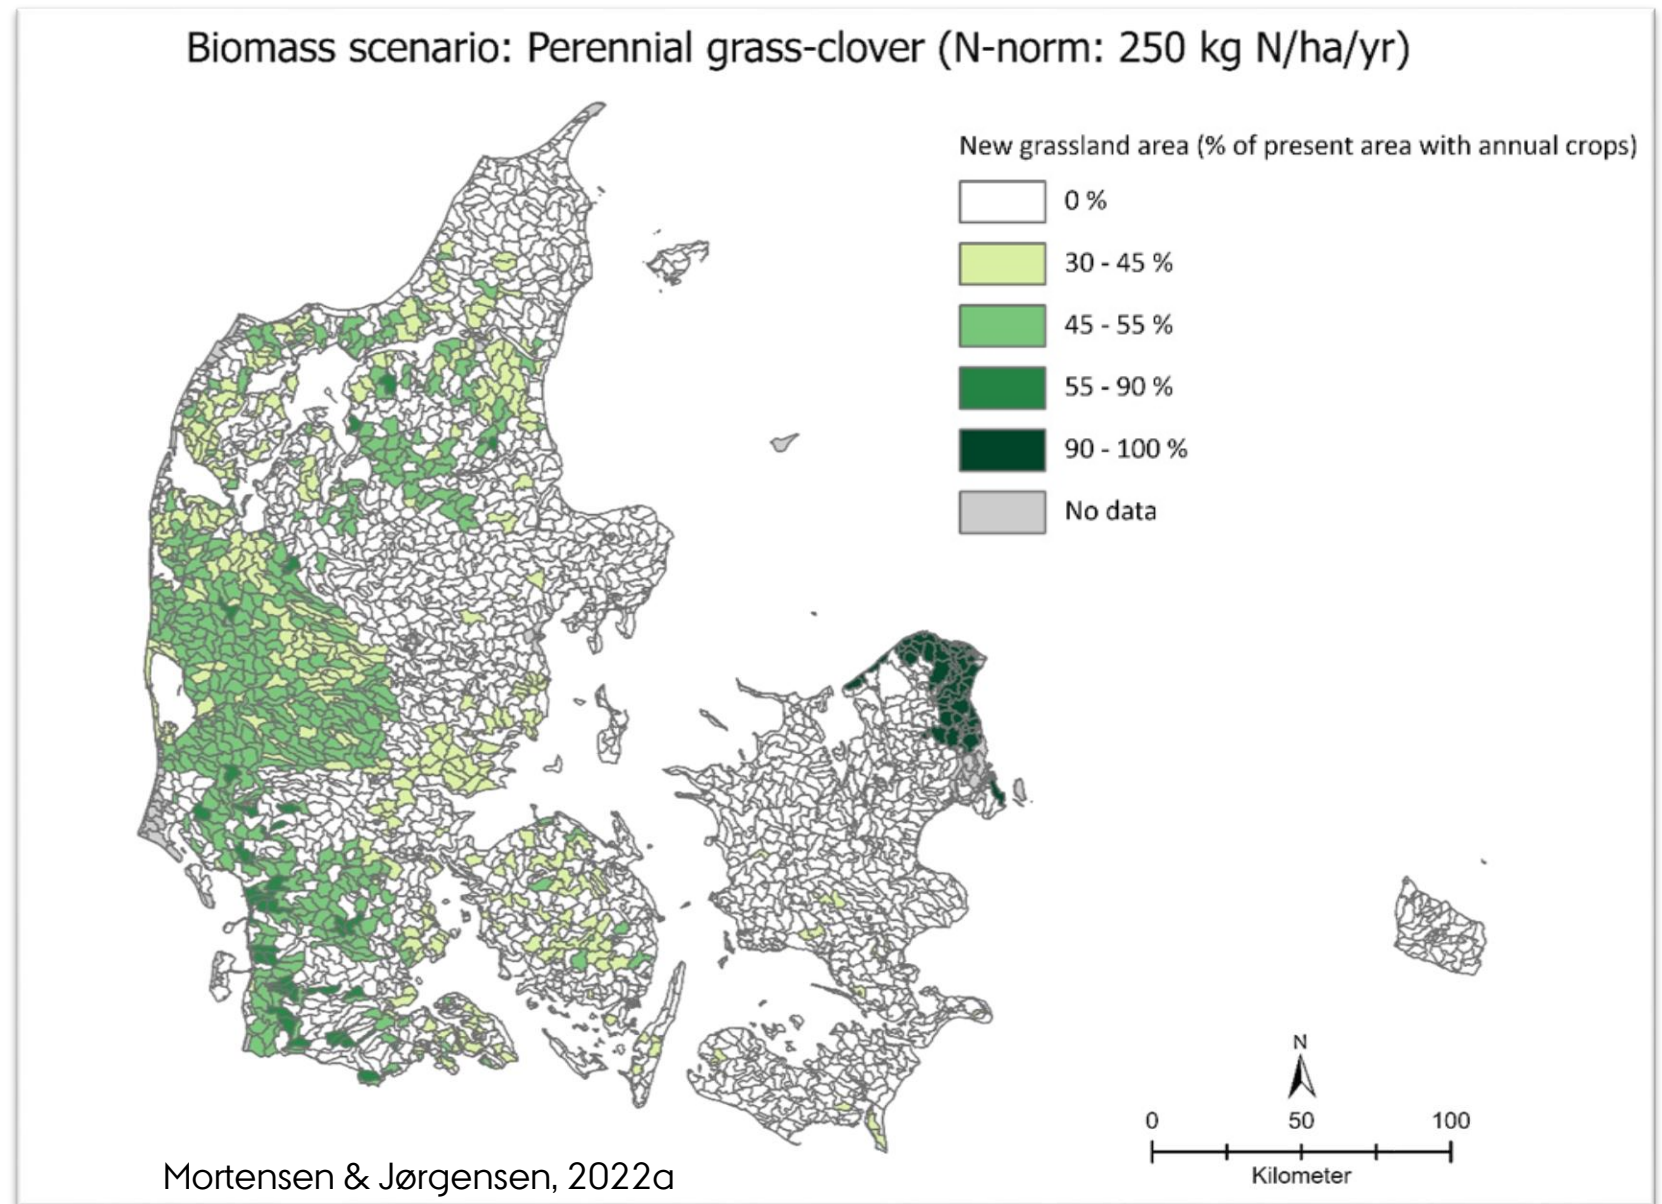 Biomass scenario: Perennial grass-clover (N-norm: 250 kg N/ha/yr)
New grassland area (% of present area with annual crops)
0 %
30 - 45 %
45 - 55 %
55 - 90 %
90 - 100 %
No data
N
0 50 100
Kilometer
Mortensen & Jørgensen, 2022a